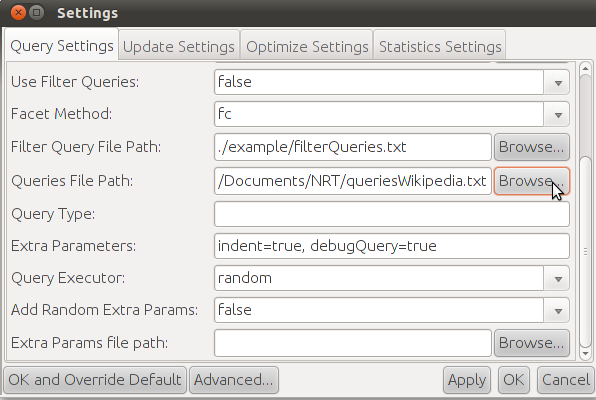 Settings
Query Settings Update Settings Optimize Settings Statistics Settings
Use Filter Queries: false
Facet Method: fc
Filter Query File Path: ./example/filterQueries.txt Browse...
Queries File Path: /Documents/NRT/queriesWikipedia.txt Browse...
Query Type:
Extra Parameters: indent=true, debugQuery=true
Query Executor: random
Add Random Extra Params: false
Extra Params file path: Browse...
OK and Override Default Advanced... Apply OK Cancel